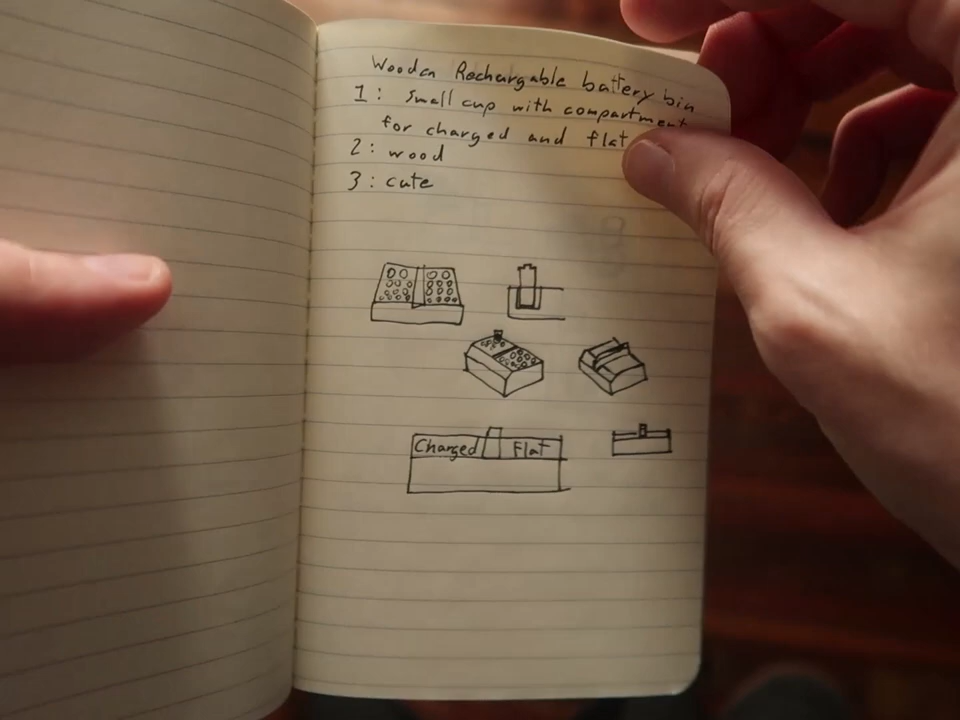 Wooden Rechargable battery bin
1: Small cup with compartment
for charged and flat
2: wood
3: cute
Charged Flat